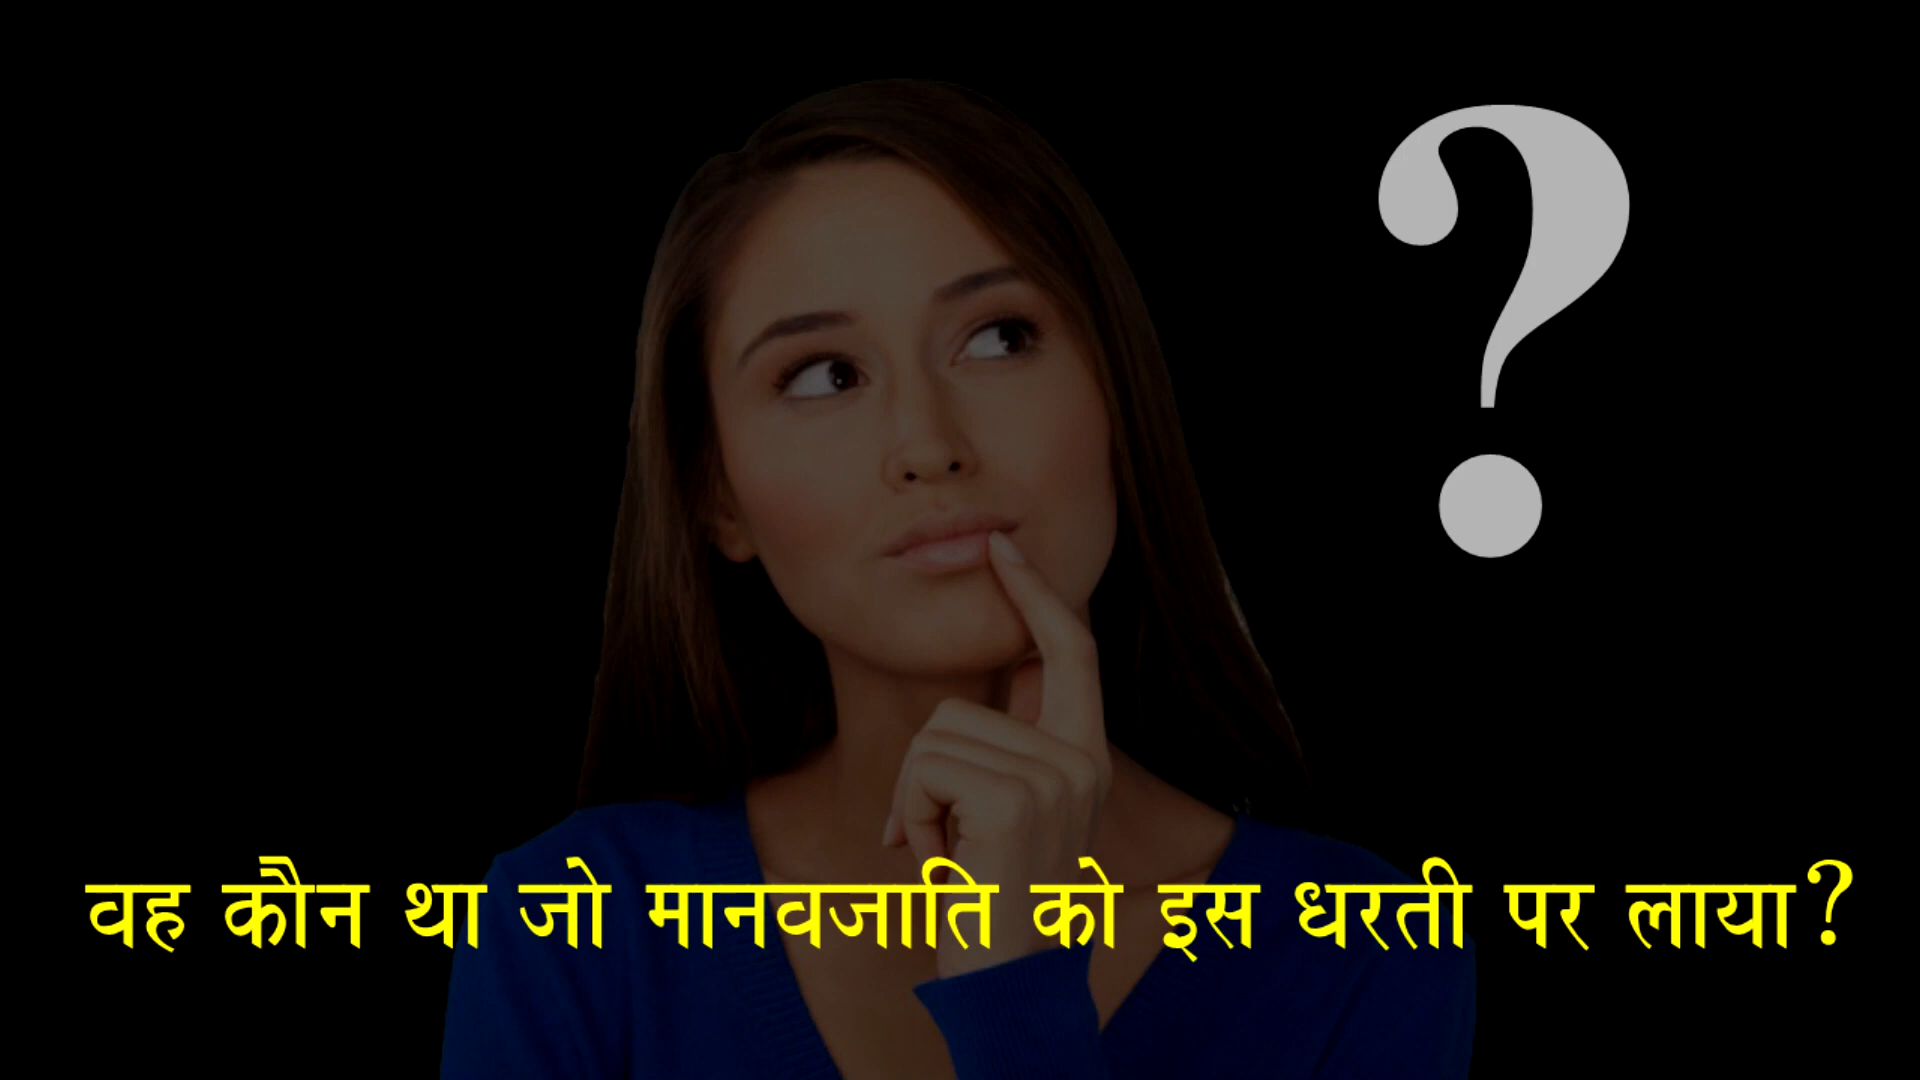 ?
वह कौन था जो मानवजाति को इस धरती पर लाया?